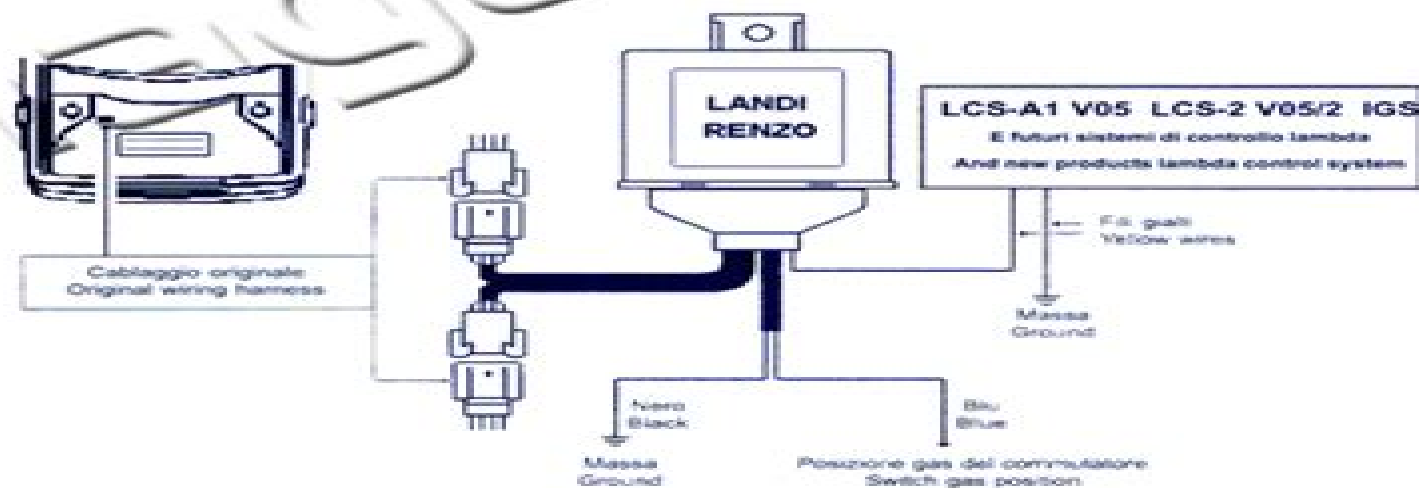 LANDI
RENZO
LCS-A1 V05 LCS-2 V05/2 IGS
E futuri sistemi di controllo lambda
And new products lambda control system
Fili gialli
Yellow wires
Cablaggio originale
Original wiring harness
Massa
Ground
Nero
Black
Blu
Blue
Massa
Ground
Posizione gas del commutatore
Switch gas position